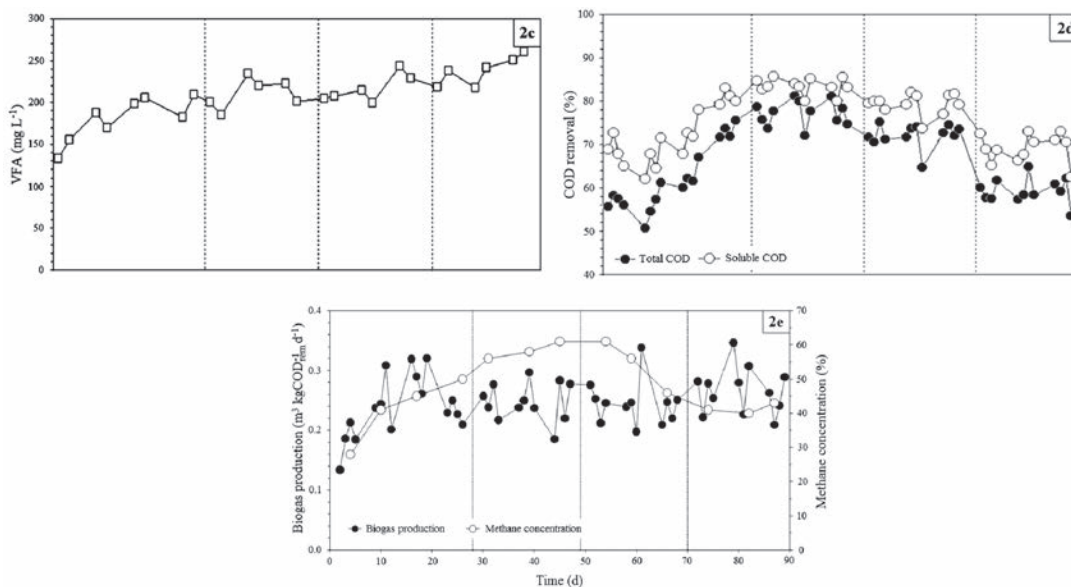 2c
300
250
200
150
100
50
0
VFA (mg L-1)
2d
100
90
80
70
60
50
40
COD removal (%)
Total COD
Soluble COD
2e
0.4
0.3
0.2
0.1
0.0
Biogas production (m3 kgCOD-1rem d-1)
70
60
50
40
30
20
10
0
Methane concentration (%)
Biogas production
Methane concentration
0 10 20 30 40 50 60 70 80 90
Time (d)